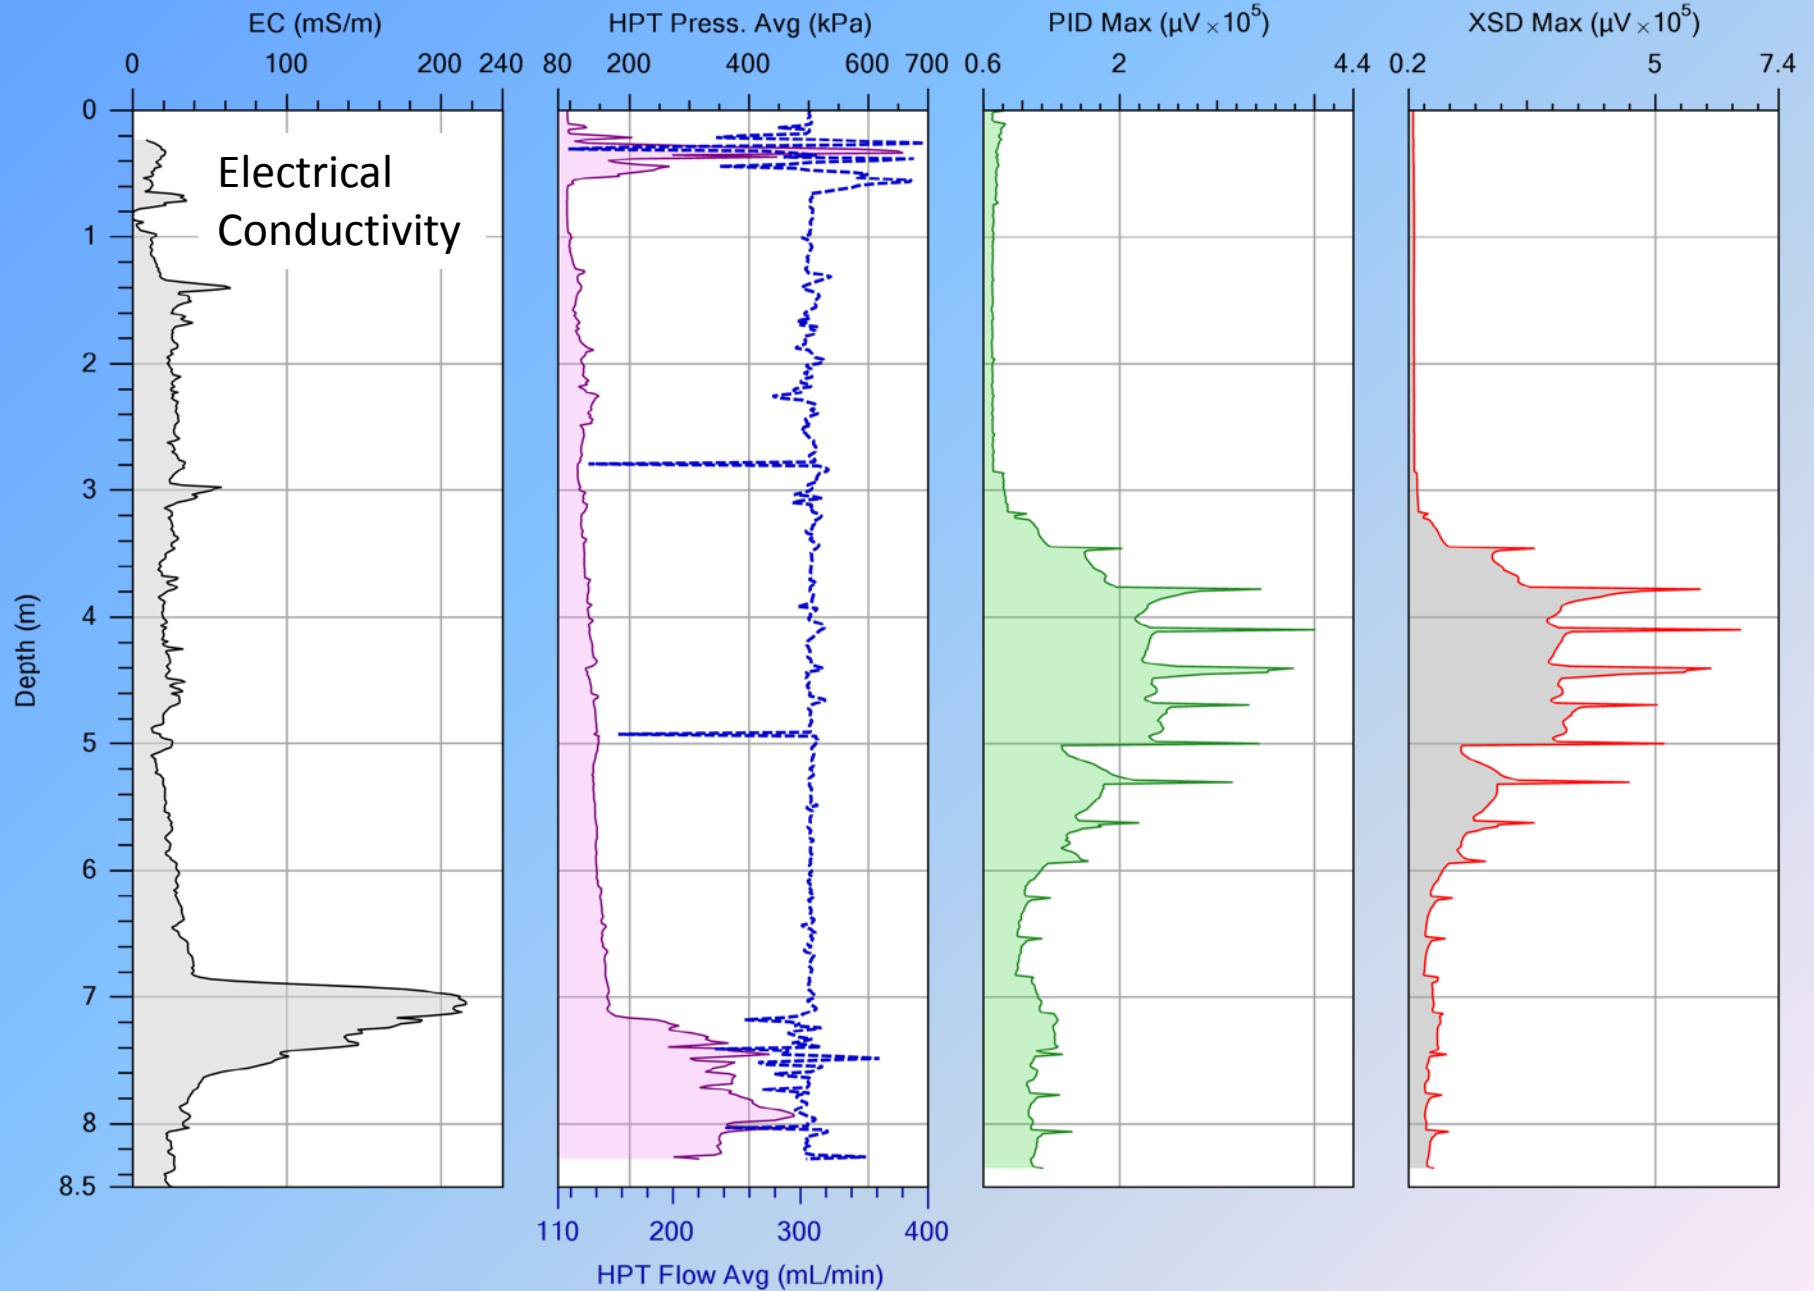 EC (mS/m)
HPT Press. Avg (kPa)
PID Max (µV ×10⁵)
XSD Max (µV ×10⁵)
0 100 200 240
80 200 400 600 700
0.6 2 4.4
0.2 5 7.4
Electrical
Conductivity
Depth (m)
0
1
2
3
4
5
6
7
8
8.5
110 200 300 400
HPT Flow Avg (mL/min)